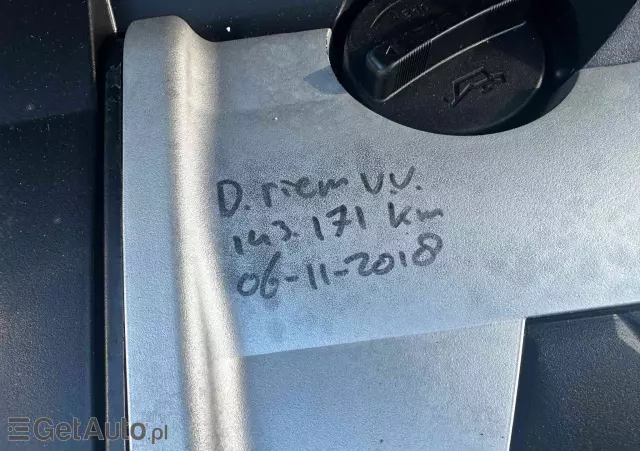 D. riem V.V.
143.171 km
06-11-2018
GetAuto.pl